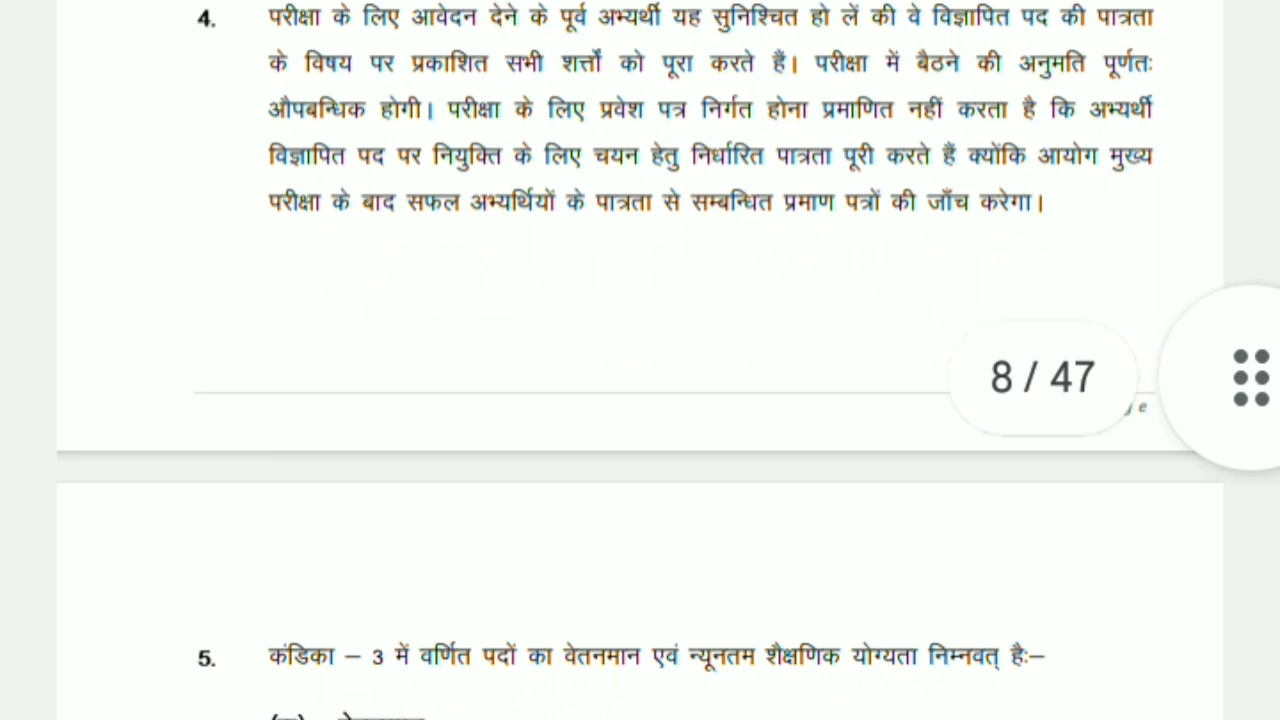 4. परीक्षा के लिए आवेदन देने के पूर्व अभ्यर्थी यह सुनिश्चित हो लें की वे विज्ञापित पद की पात्रता
के विषय पर प्रकाशित सभी शर्त्तों को पूरा करते हैं। परीक्षा में बैठने की अनुमति पूर्णतः
औपबन्धिक होगी। परीक्षा के लिए प्रवेश पत्र निर्गत होना प्रमाणित नहीं करता है कि अभ्यर्थी
विज्ञापित पद पर नियुक्ति के लिए चयन हेतु निर्धारित पात्रता पूरी करते हैं क्योंकि आयोग मुख्य
परीक्षा के बाद सफल अभ्यर्थियों के पात्रता से सम्बन्धित प्रमाण पत्रों की जाँच करेगा।
8 / 47
5. कंडिका – 3 में वर्णित पदों का वेतनमान एवं न्यूनतम शैक्षणिक योग्यता निम्नवत् हैः–